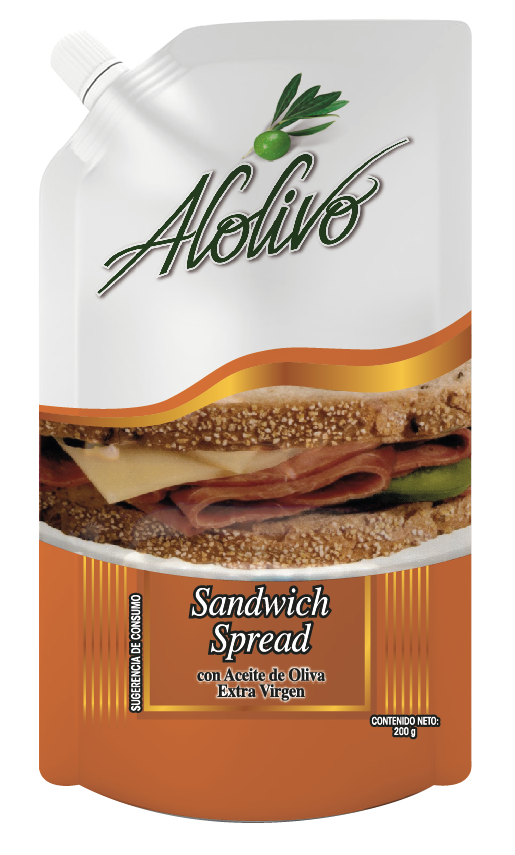 Alolivo
Sandwich
Spread
con Aceite de Oliva
Extra Virgen
SUGERENCIA DE CONSUMO
CONTENIDO NETO:
200 g